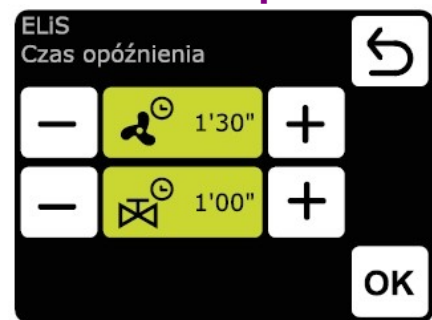 ELiS
Czas opóźnienia
− 1'30" +
− 1'00" +
OK